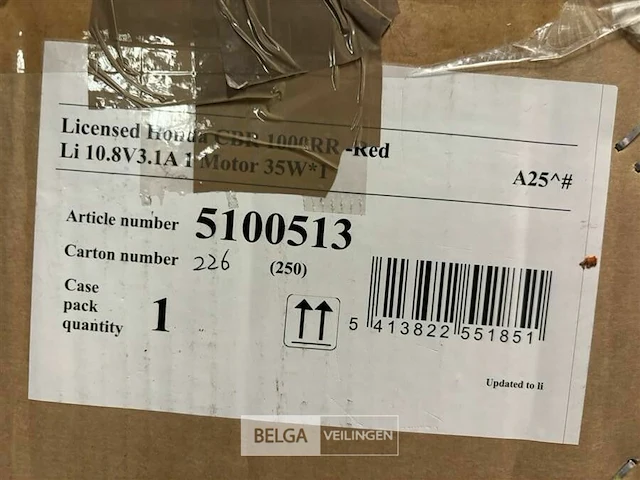 Licensed Honda CBR 1000RR -Red
Li 10.8V3.1A 1 Motor 35W*1
A25^#
Article number 5100513
Carton number 226 (250)
Case
pack
quantity 1
5 413822 551851
Updated to li
BELGA VEILINGEN